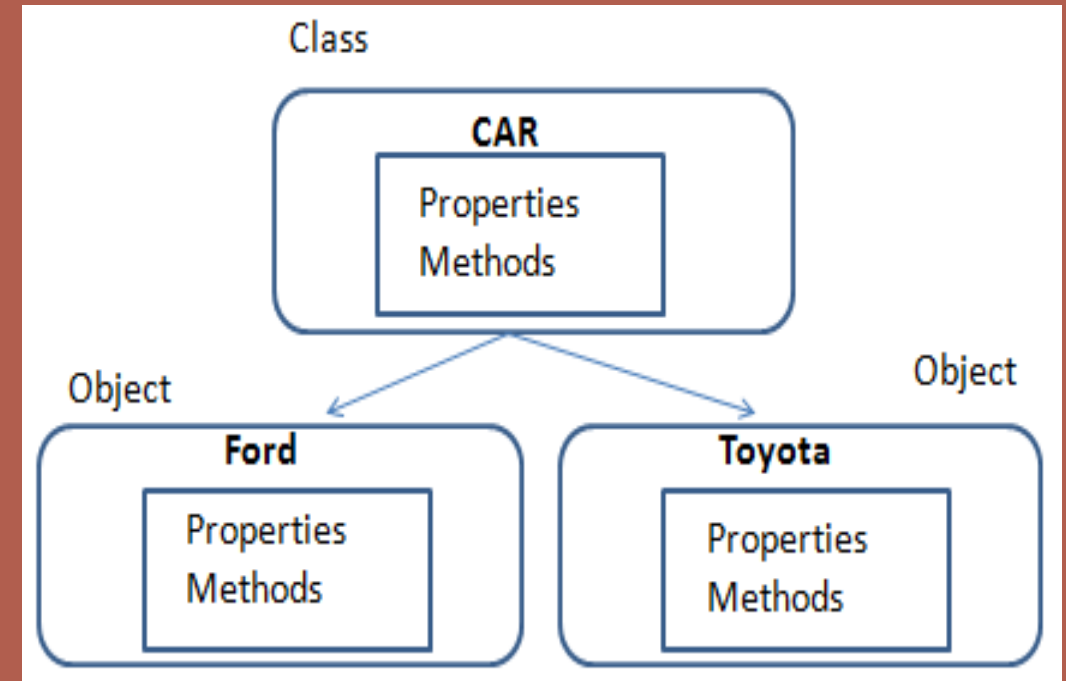 Class
CAR
Properties
Methods
Object
Object
Ford
Properties
Methods
Toyota
Properties
Methods